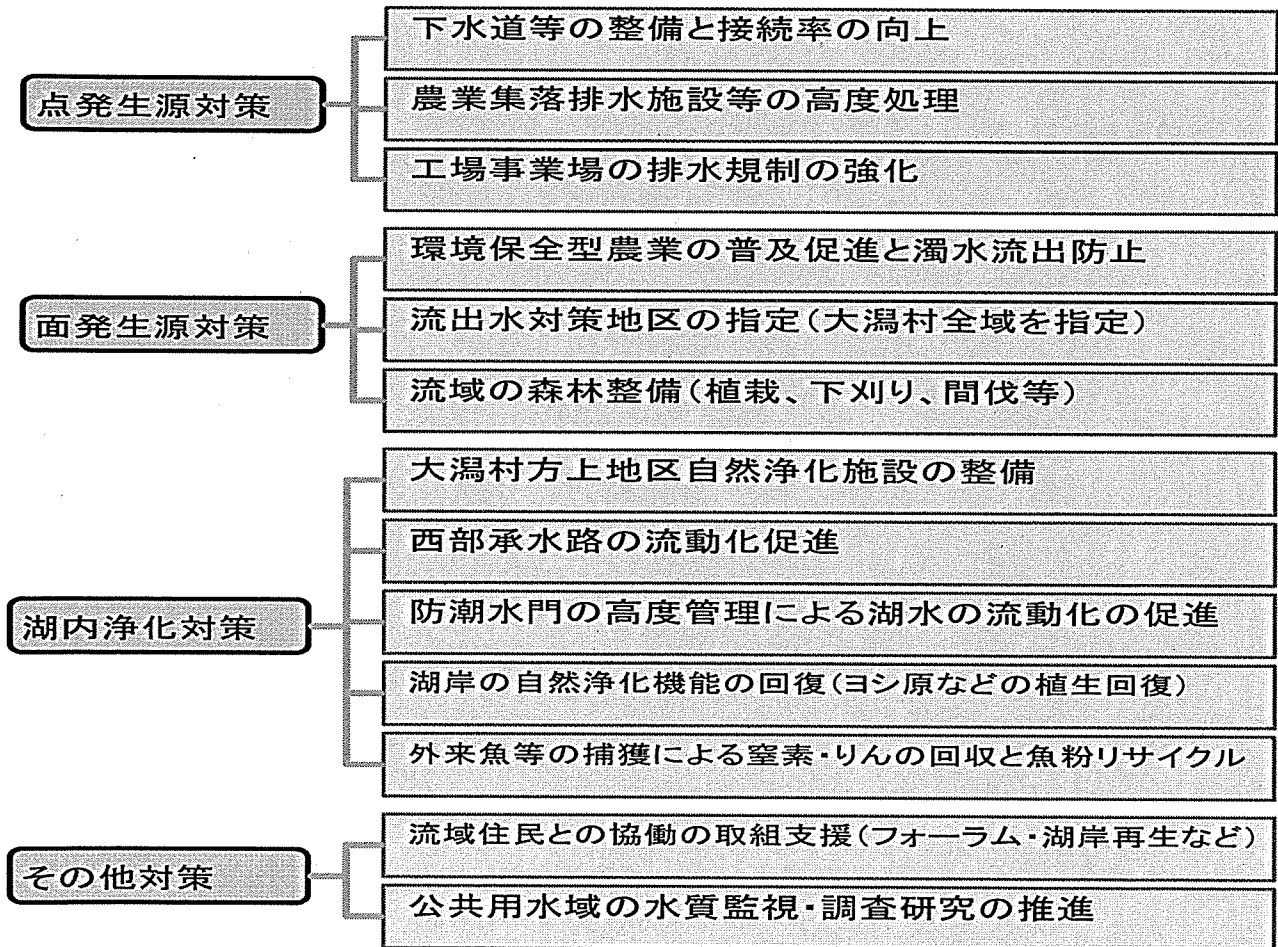 点発生源対策
下水道等の整備と接続率の向上
農業集落排水施設等の高度処理
工場事業場の排水規制の強化
面発生源対策
環境保全型農業の普及促進と濁水流出防止
流出水対策地区の指定(大潟村全域を指定)
流域の森林整備(植栽、下刈り、間伐等)
湖内浄化対策
大潟村方上地区自然浄化施設の整備
西部承水路の流動化促進
防潮水門の高度管理による湖水の流動化の促進
湖岸の自然浄化機能の回復(ヨシ原などの植生回復)
外来魚等の捕獲による窒素・りんの回収と魚粉リサイクル
その他対策
流域住民との協働の取組支援(フォーラム・湖岸再生など)
公共用水域の水質監視・調査研究の推進